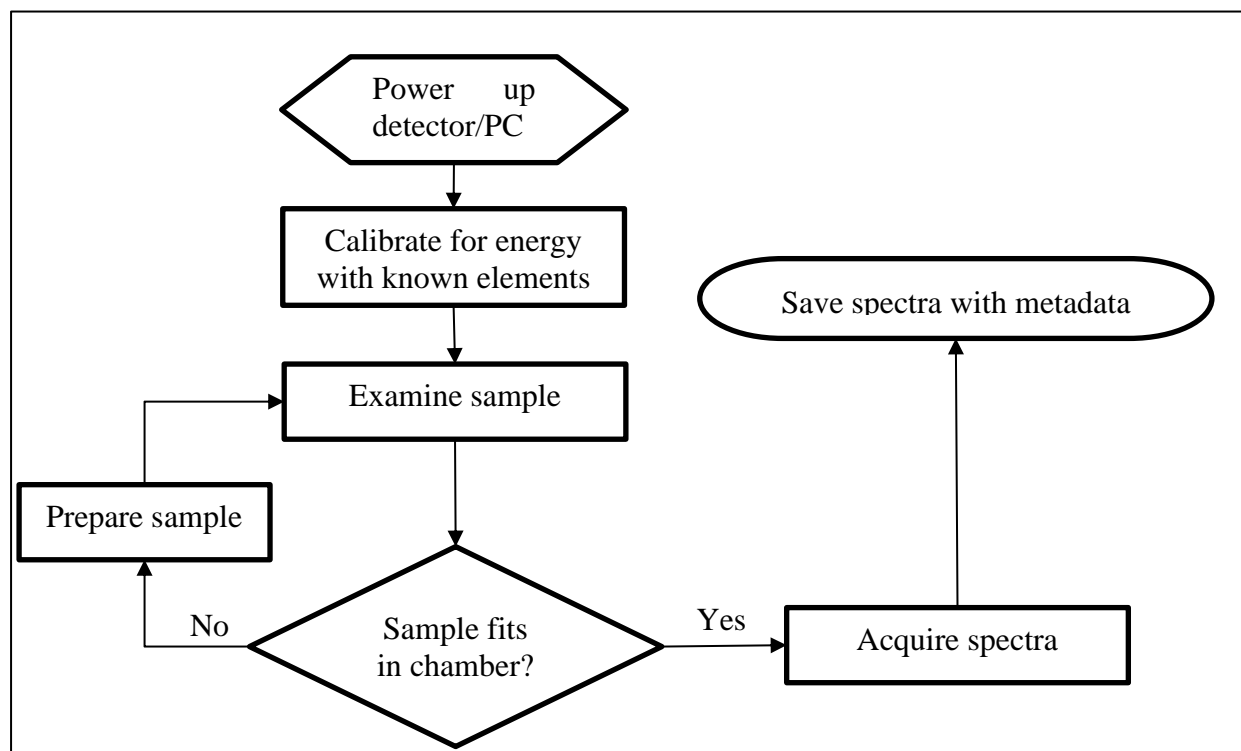 Power up
detector/PC
Calibrate for energy
with known elements
Save spectra with metadata
Examine sample
Prepare sample
No
Yes
Sample fits
in chamber?
Acquire spectra